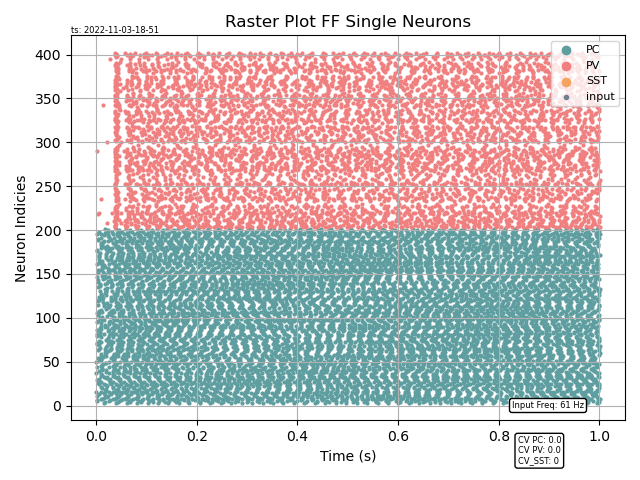 Raster Plot FF Single Neurons
ts: 2022-11-03-18-51
PC
PV
SST
input
Neuron Indicies
400
350
300
250
200
150
100
50
0
Input Freq: 61 Hz
0.0 0.2 0.4 0.6 0.8 1.0
Time (s)
CV PC: 0.0
CV PV: 0.0
CV_SST: 0